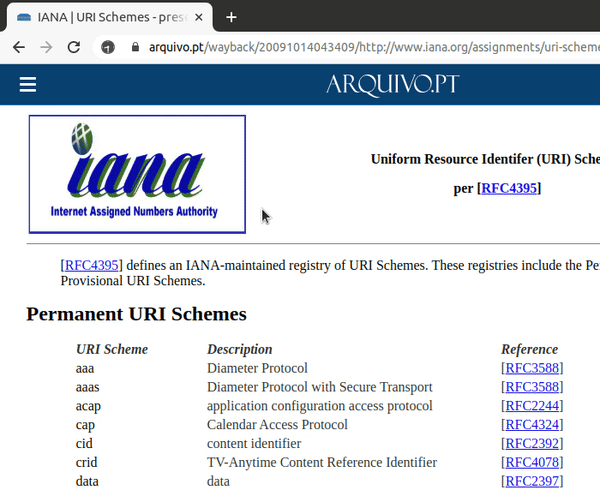 IANA | URI Schemes - pres
arquivo.pt/wayback/20091014043409/http://www.iana.org/assignments/uri-scheme
ARQUIVO.PT
iana
Internet Assigned Numbers Authority
Uniform Resource Identifer (URI) Sche
per [RFC4395]
[RFC4395] defines an IANA-maintained registry of URI Schemes. These registries include the Pe
Provisional URI Schemes.
Permanent URI Schemes
URI Scheme Description Reference
aaa Diameter Protocol [RFC3588]
aaas Diameter Protocol with Secure Transport [RFC3588]
acap application configuration access protocol [RFC2244]
cap Calendar Access Protocol [RFC4324]
cid content identifier [RFC2392]
crid TV-Anytime Content Reference Identifier [RFC4078]
data data [RFC2397]